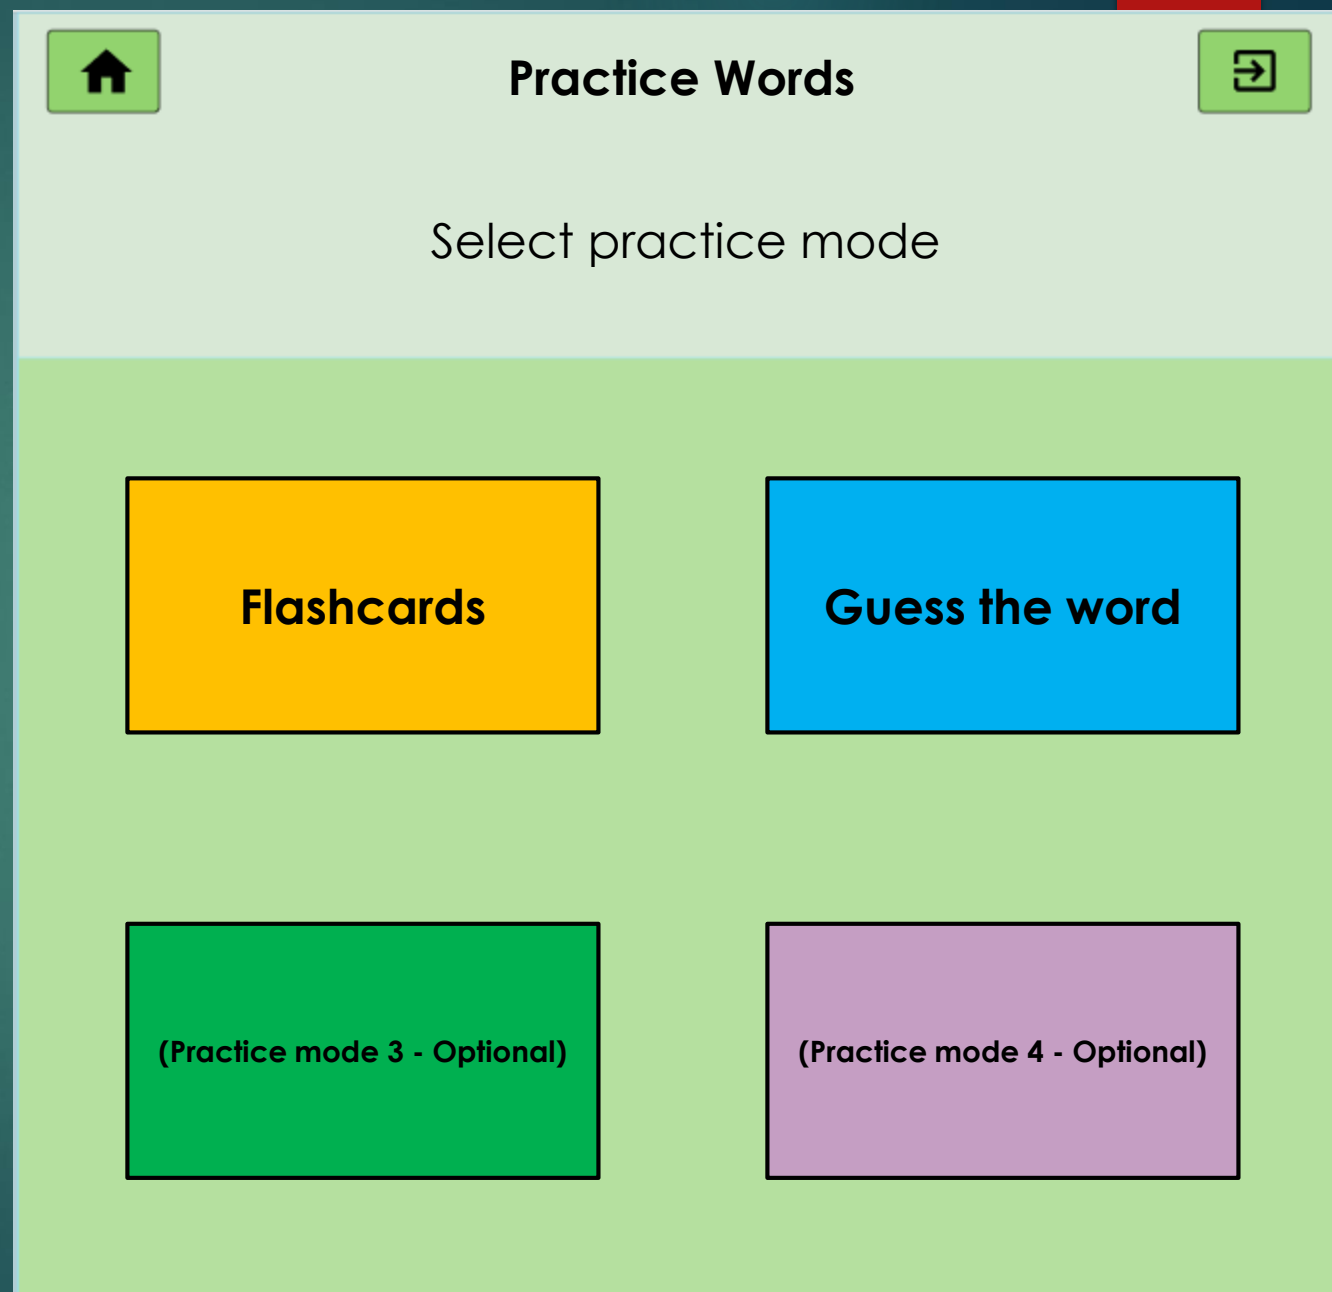 Practice Words
Select practice mode
Flashcards
Guess the word
(Practice mode 3 - Optional)
(Practice mode 4 - Optional)